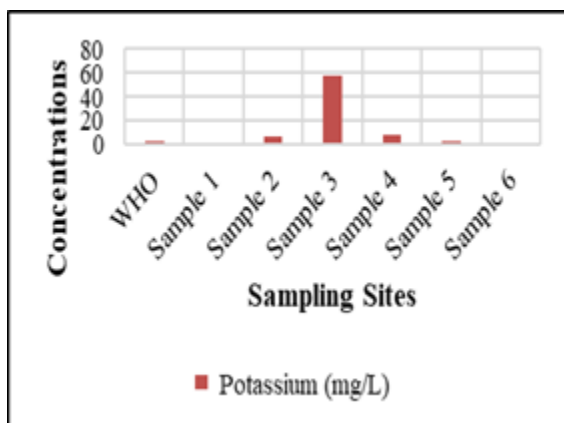 Concentrations
80
60
40
20
0
WHO
Sample 1
Sample 2
Sample 3
Sample 4
Sample 5
Sample 6
Sampling Sites
Potassium (mg/L)